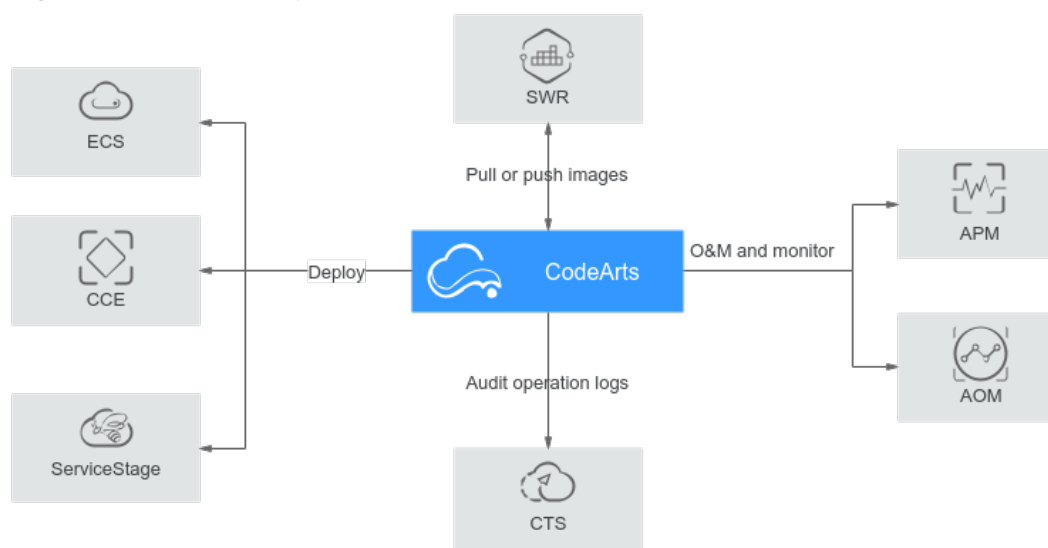 SWR
ECS
Pull or push images
APM
O&M and monitor
CodeArts
Deploy
CCE
Audit operation logs
AOM
ServiceStage
CTS